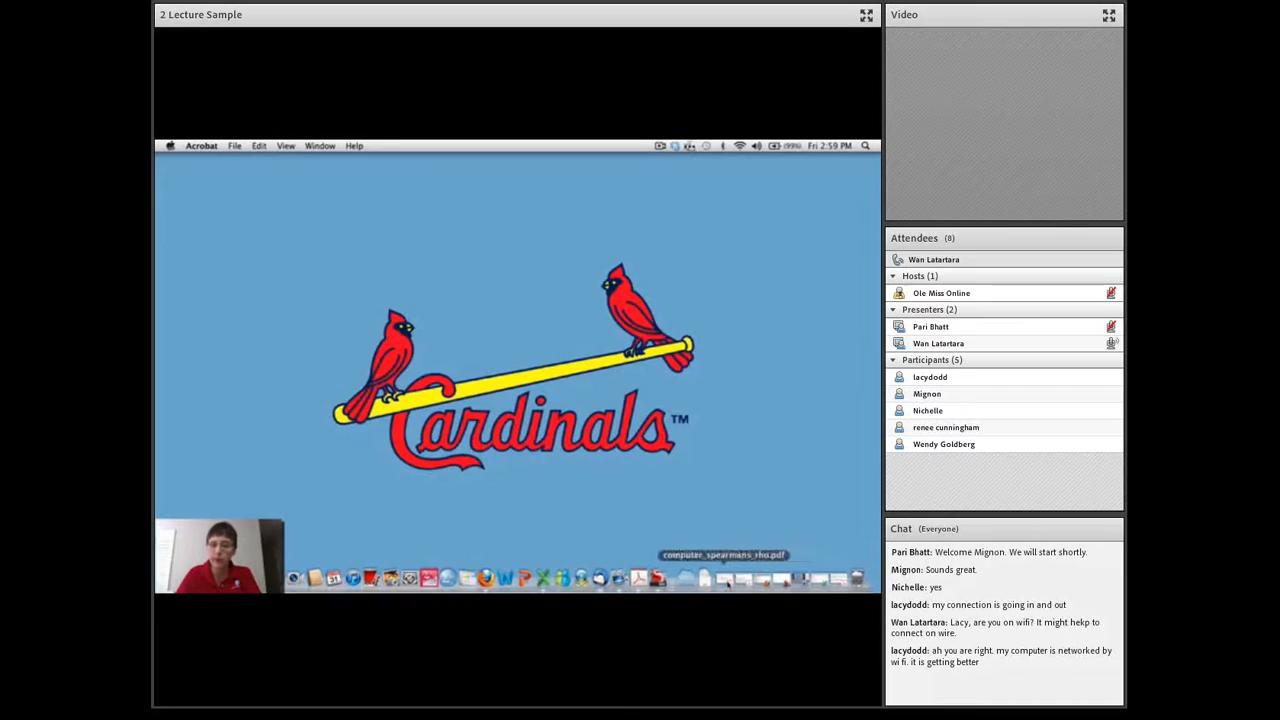 2 Lecture Sample
Acrobat File Edit View Window Help
(99%) Fri 2:59 PM
Cardinals™
computer_spearmans_rho.pdf
Video
Attendees (8)
Wan Latartara
Hosts (1)
Ole Miss Online
Presenters (2)
Pari Bhatt
Wan Latartara
Participants (5)
lacydodd
Mignon
Nichelle
renee cunningham
Wendy Goldberg
Chat (Everyone)
Pari Bhatt: Welcome Mignon. We will start shortly.
Mignon: Sounds great.
Nichelle: yes
lacydodd: my connection is going in and out
Wan Latartara: Lacy, are you on wifi? It might hekp to
connect on wire.
lacydodd: ah you are right. my computer is networked by
wi fi. it is getting better